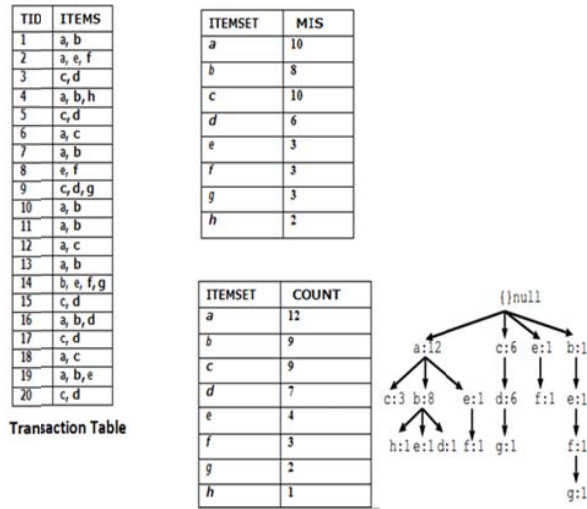 TID ITEMS
1 a, b
2 a, e, f
3 c, d
4 a, b, h
5 c, d
6 a, c
7 a, b
8 e, f
9 c, d, g
10 a, b
11 a, b
12 a, c
13 a, b
14 b, e, f, g
15 c, d
16 a, b, d
17 c, d
18 a, c
19 a, b, e
20 c, d
Transaction Table
ITEMSET MIS
a 10
b 8
c 10
d 6
e 3
f 3
g 3
h 2
ITEMSET COUNT
a 12
b 9
c 9
d 7
e 4
f 3
g 2
h 1
{}null
a:12 c:6 e:1 b:1
c:3 b:8 e:1 d:6 f:1 e:1
h:1 e:1 d:1 f:1 g:1 f:1
g:1